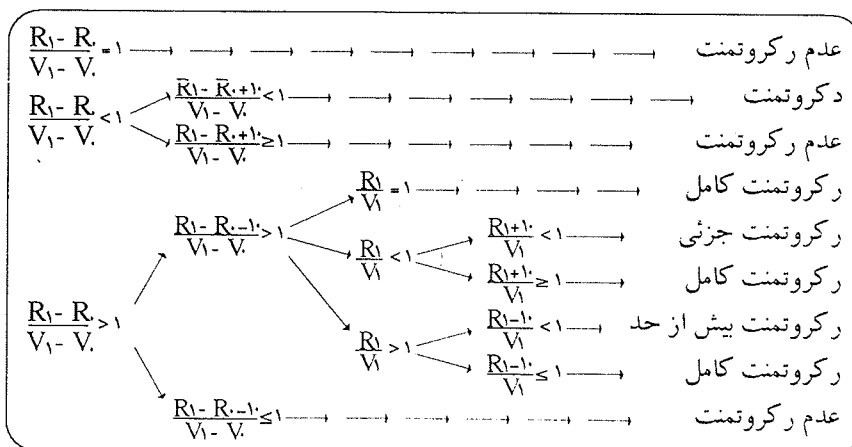 (R۱ - R۰)/(V۱ - V۰) = ۱ عدم رکروتمنت
(R۱ - R۰)/(V۱ - V۰) < ۱
(R̄۱ - R̄۰+۱۰)/(V۱ - V۰) < ۱ دکروتمنت
(R۱ - R۰+۱۰)/(V۱ - V۰) ≥ ۱ عدم رکروتمنت
(R۱ - R۰)/(V۱ - V۰) > ۱
(R۱ - R۰-۱۰)/(V۱ - V۰) > ۱
R۱/V۱ = ۱ رکروتمنت کامل
R۱/V۱ < ۱
(R۱+۱۰)/V۱ < ۱ رکروتمنت جزئی
(R۱+۱۰)/V۱ ≥ ۱ رکروتمنت کامل
R۱/V۱ > ۱
(R۱-۱۰)/V۱ < ۱ رکروتمنت بیش از حد
(R۱-۱۰)/V۱ ≤ ۱ رکروتمنت کامل
(R۱ - R۰-۱۰)/(V۱ - V۰) ≤ ۱ عدم رکروتمنت